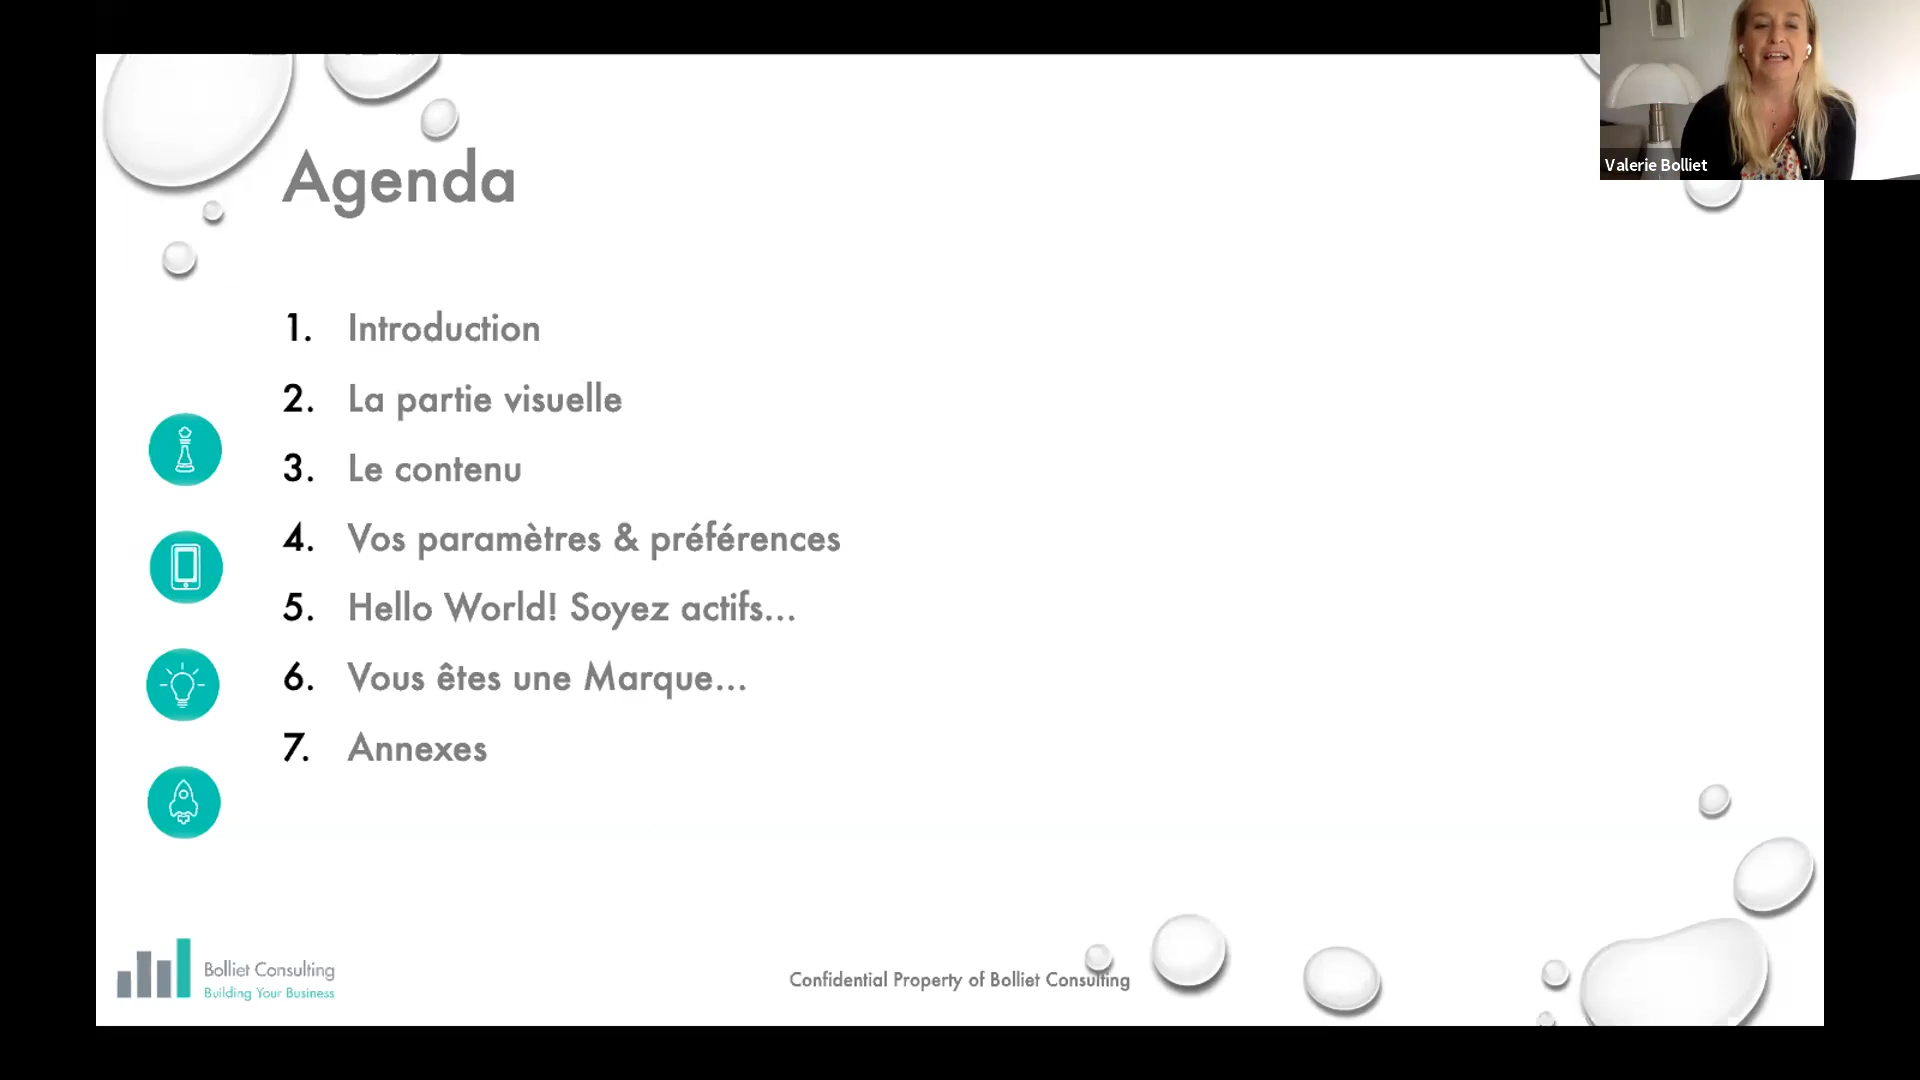 Valerie Bolliet
Agenda
1. Introduction
2. La partie visuelle
3. Le contenu
4. Vos paramètres & préférences
5. Hello World! Soyez actifs...
6. Vous êtes une Marque...
7. Annexes
Bolliet Consulting
Building Your Business
Confidential Property of Bolliet Consulting